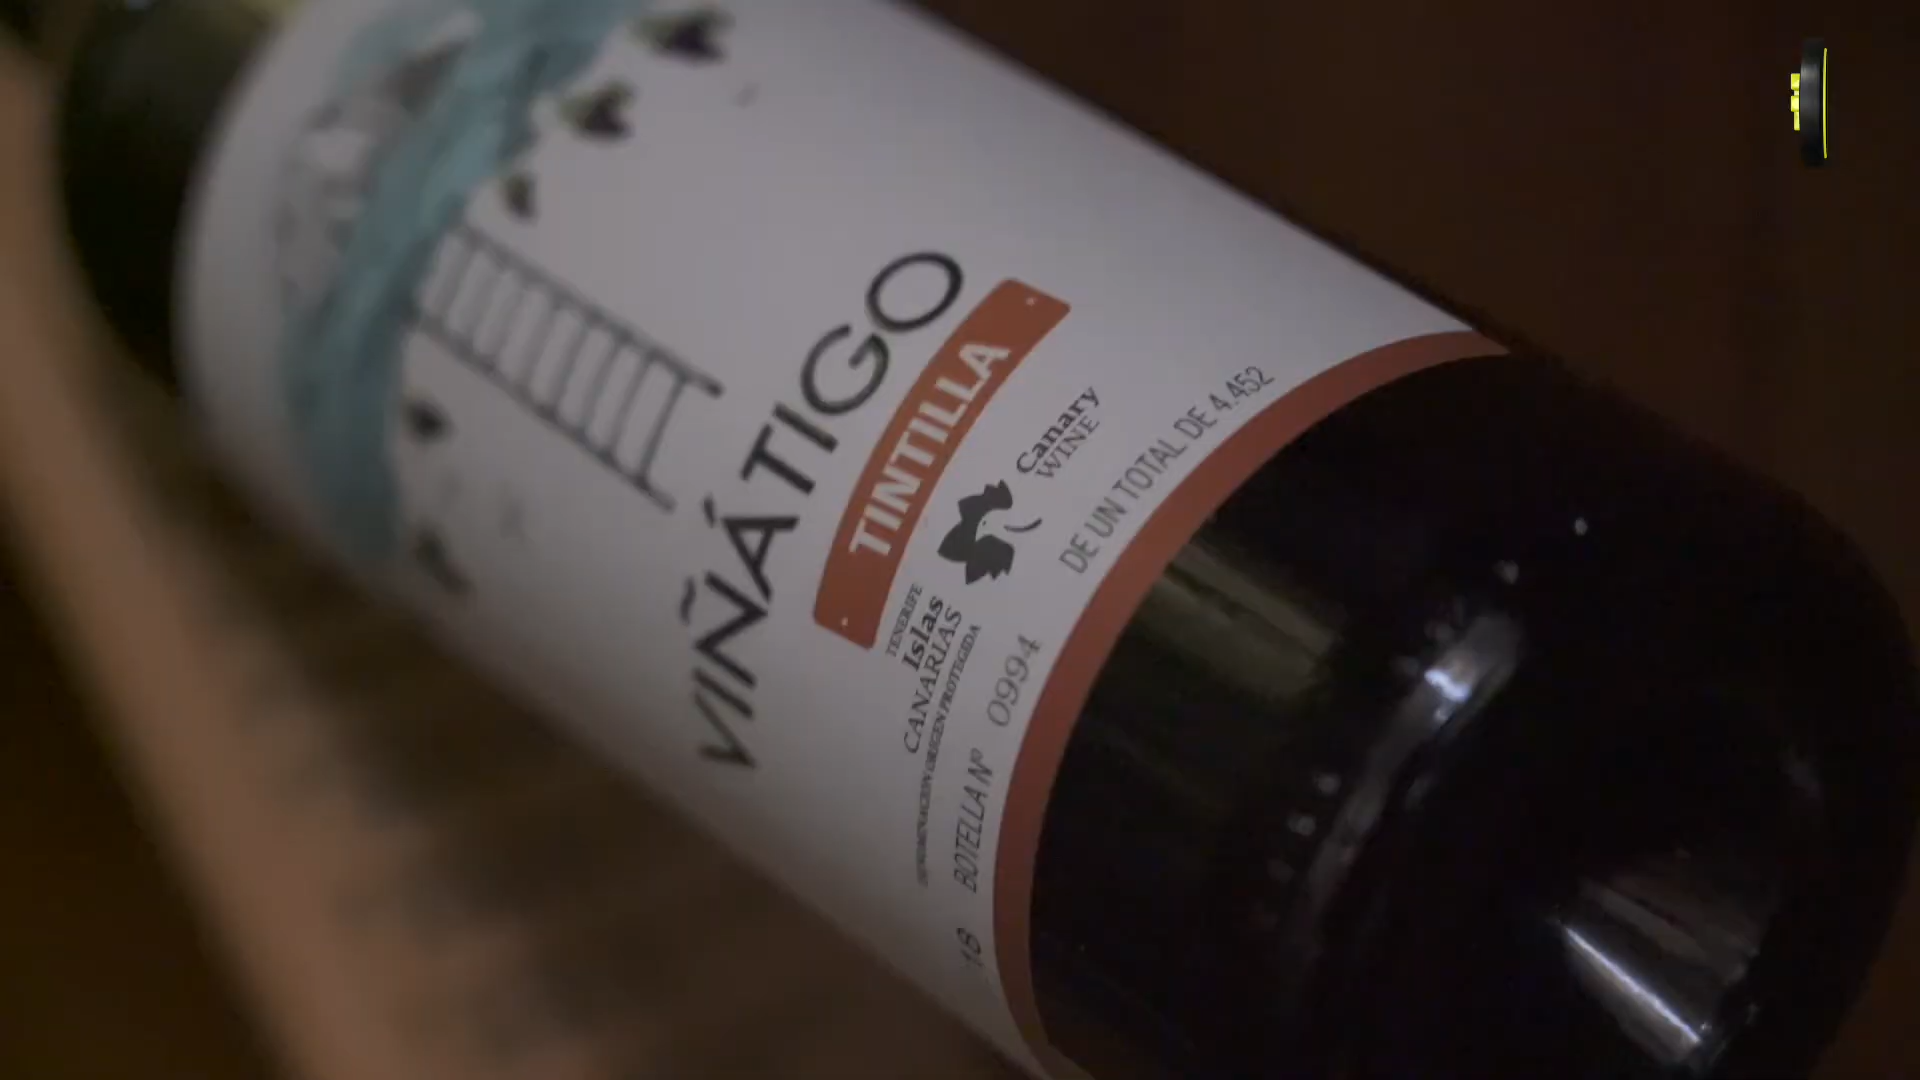 VIÑÁTIGO
TINTILLA
TENERIFE
Islas
CANARIAS
DENOMINACIÓN ORIGEN PROTEGIDA
Canary
WINE
18 BOTELLA Nº 0994 DE UN TOTAL DE 4.452